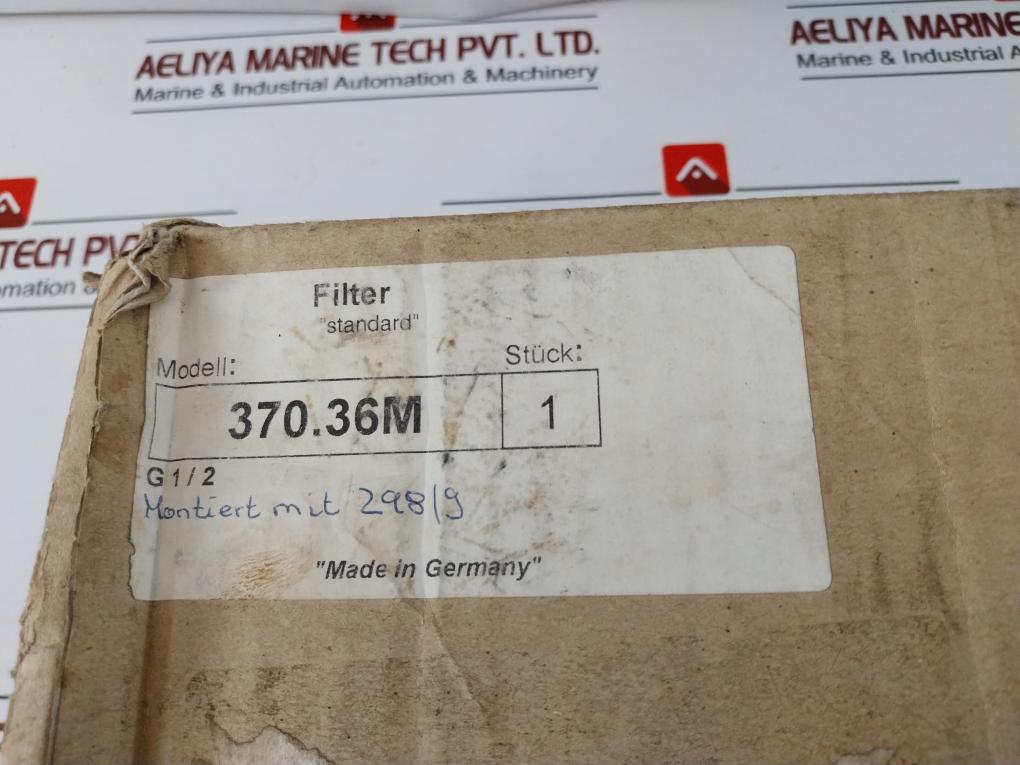 AELIYA MARINE TECH PVT. LTD.
Marine & Industrial Automation & Machinery
AELIYA MARINE
Marine & Industrial A
TECH PV
mation &
Filter
"standard"
Modell: Stück:
370.36M 1
G 1/2
Montiert mit 298/9
"Made in Germany"